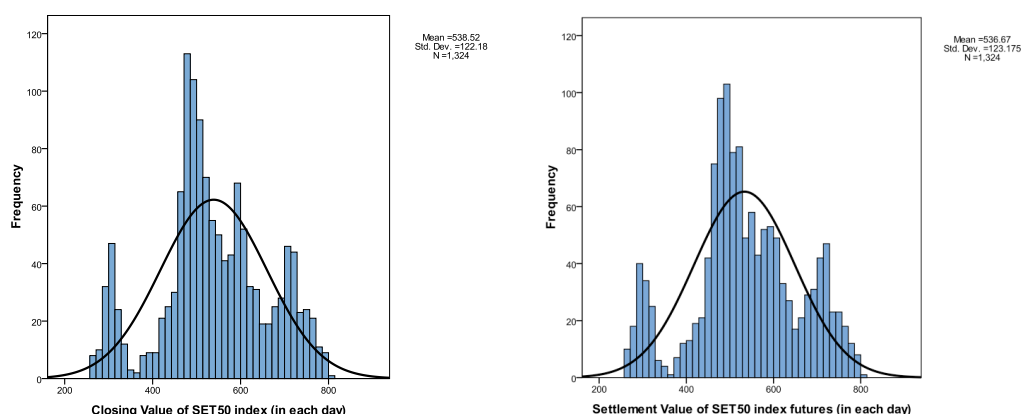 Mean =538.52
Std. Dev. =122.18
N =1,324
120
100
80
60
40
20
0
Frequency
200 400 600 800
Closing Value of SET50 index (in each day)
Mean =536.67
Std. Dev. =123.175
N =1,324
120
100
80
60
40
20
0
Frequency
200 400 600 800
Settlement Value of SET50 index futures (in each day)